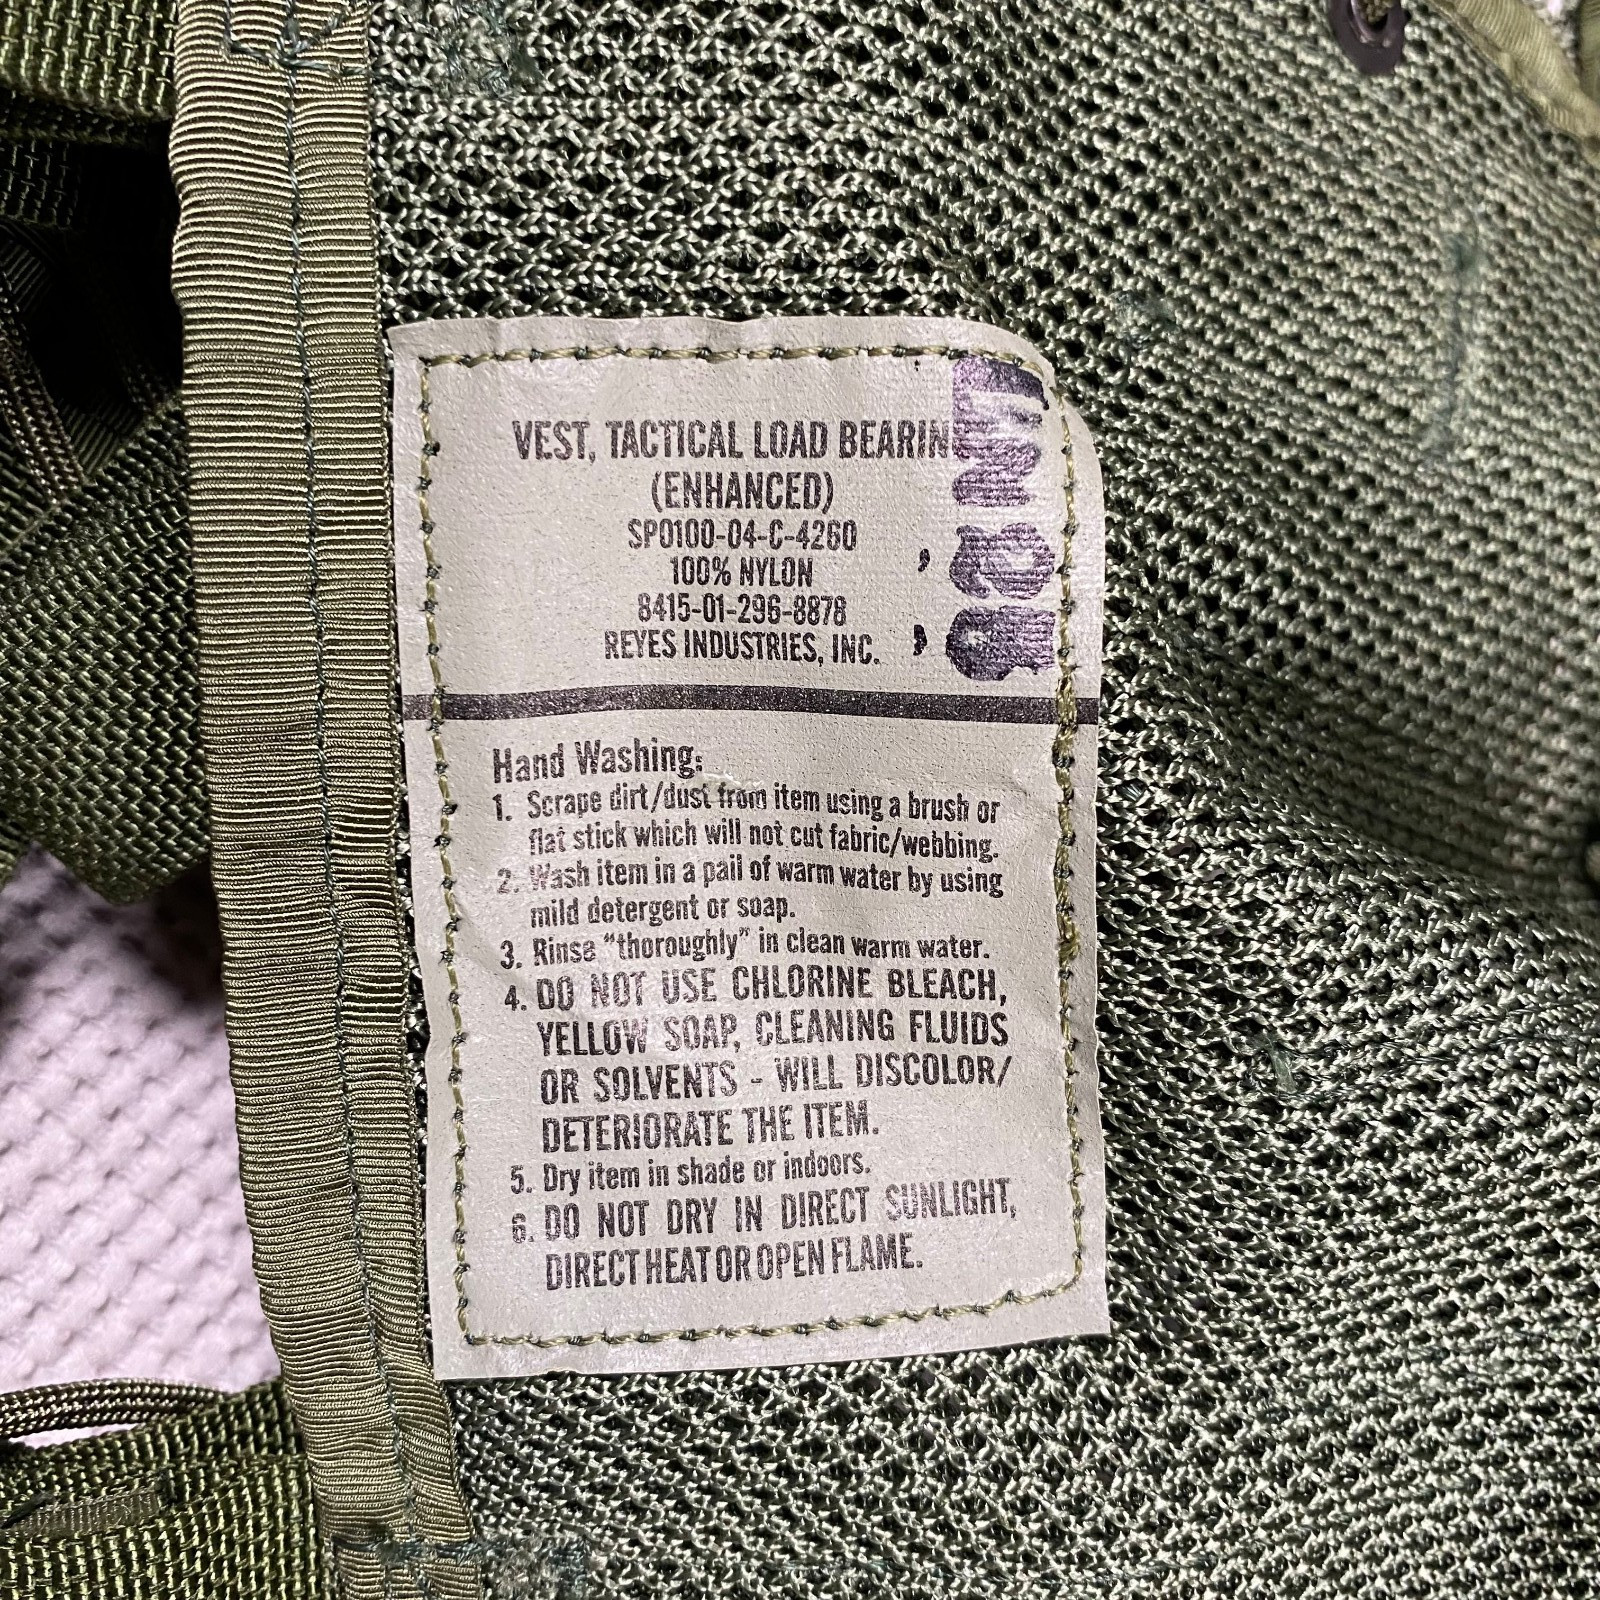 VEST, TACTICAL LOAD BEARIN
(ENHANCED)
SP0100-04-C-4260
100% NYLON
8415-01-296-8878
REYES INDUSTRIES, INC.
Hand Washing:
1. Scrape dirt/dust from item using a brush or
flat stick which will not cut fabric/webbing.
2. Wash item in a pail of warm water by using
mild detergent or soap.
3. Rinse "thoroughly" in clean warm water.
4. DO NOT USE CHLORINE BLEACH,
YELLOW SOAP, CLEANING FLUIDS
OR SOLVENTS - WILL DISCOLOR/
DETERIORATE THE ITEM.
5. Dry item in shade or indoors.
6. DO NOT DRY IN DIRECT SUNLIGHT,
DIRECT HEAT OR OPEN FLAME.